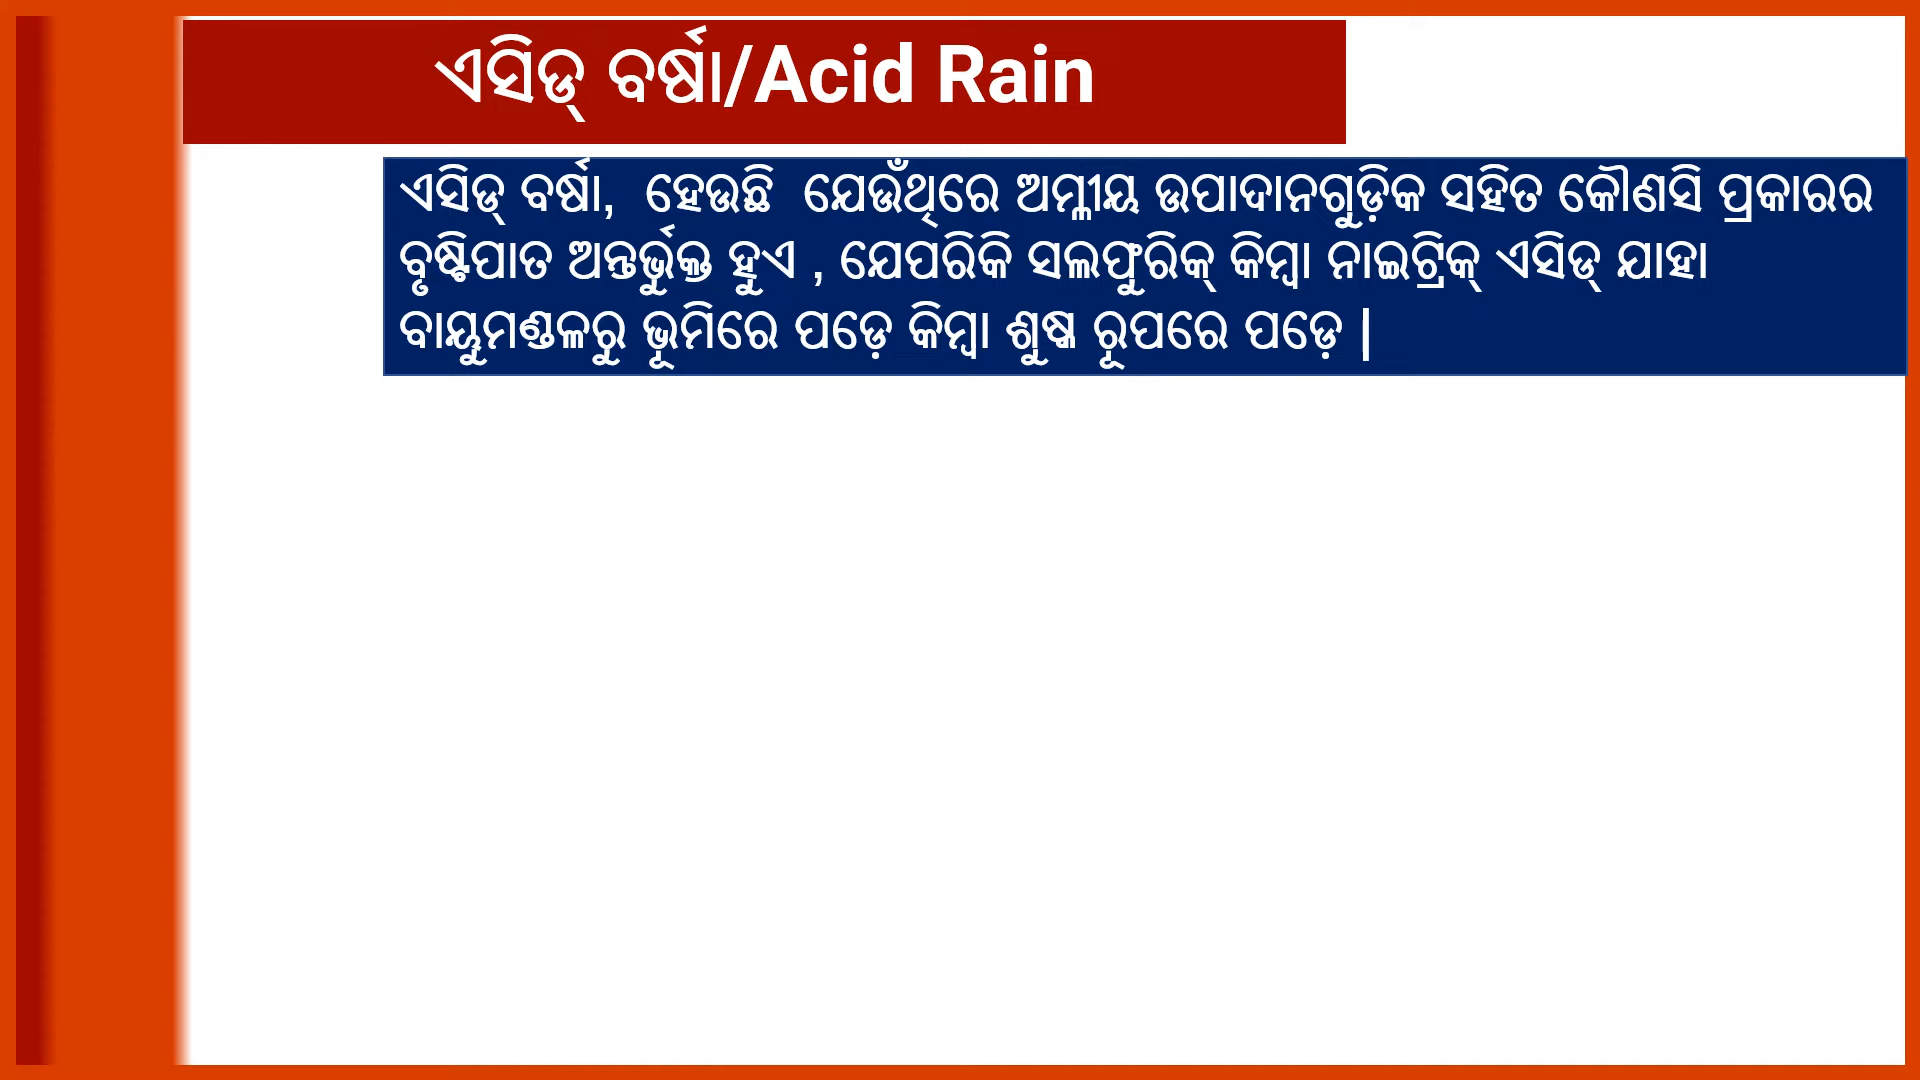 ଏସିଡ୍ ବର୍ଷା/Acid Rain
ଏସିଡ୍ ବର୍ଷା, ହେଉଛି ଯେଉଁଥିରେ ଅମ୍ଳୀୟ ଉପାଦାନଗୁଡ଼ିକ ସହିତ କୌଣସି ପ୍ରକାରର
ବୃଷ୍ଟିପାତ ଅନ୍ତର୍ଭୁକ୍ତ ହୁଏ , ଯେପରିକି ସଲଫୁରିକ୍ କିମ୍ବା ନାଇଟ୍ରିକ୍ ଏସିଡ୍ ଯାହା
ବାୟୁମଣ୍ଡଳରୁ ଭୂମିରେ ପଡ଼େ କିମ୍ବା ଶୁଷ୍କ ରୂପରେ ପଡ଼େ |